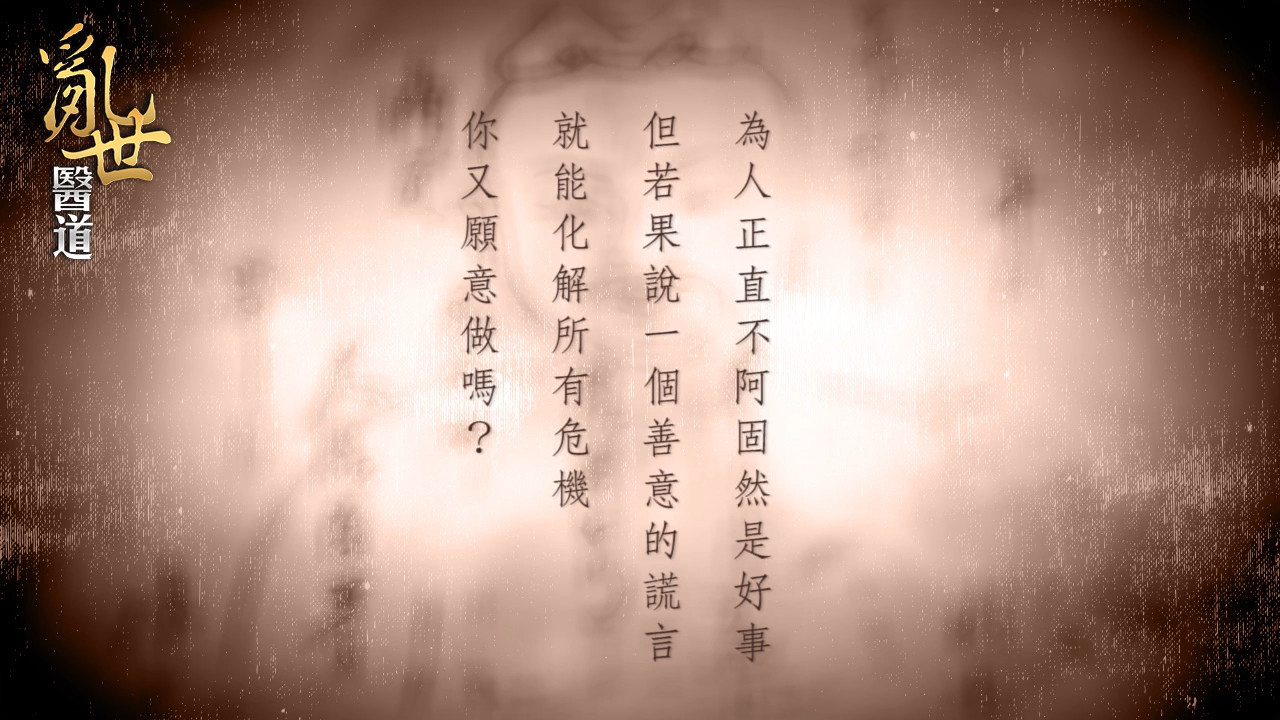 亂世
醫道
為人正直不阿固然是好事
但若果說一個善意的謊言
就能化解所有危機
你又願意做嗎？